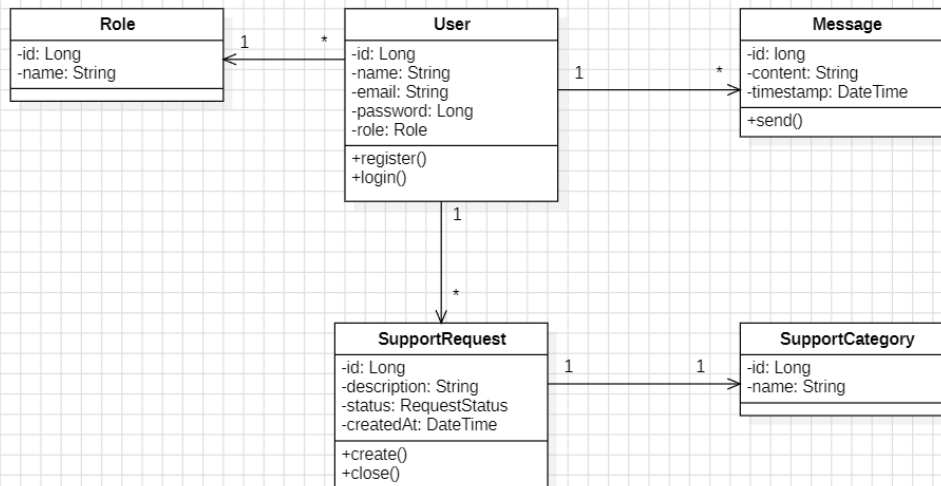 Role
-id: Long
-name: String
1
*
User
-id: Long
-name: String
-email: String
-password: Long
-role: Role
+register()
+login()
1
*
Message
-id: long
-content: String
-timestamp: DateTime
+send()
1
*
SupportRequest
-id: Long
-description: String
-status: RequestStatus
-createdAt: DateTime
+create()
+close()
1
1
SupportCategory
-id: Long
-name: String